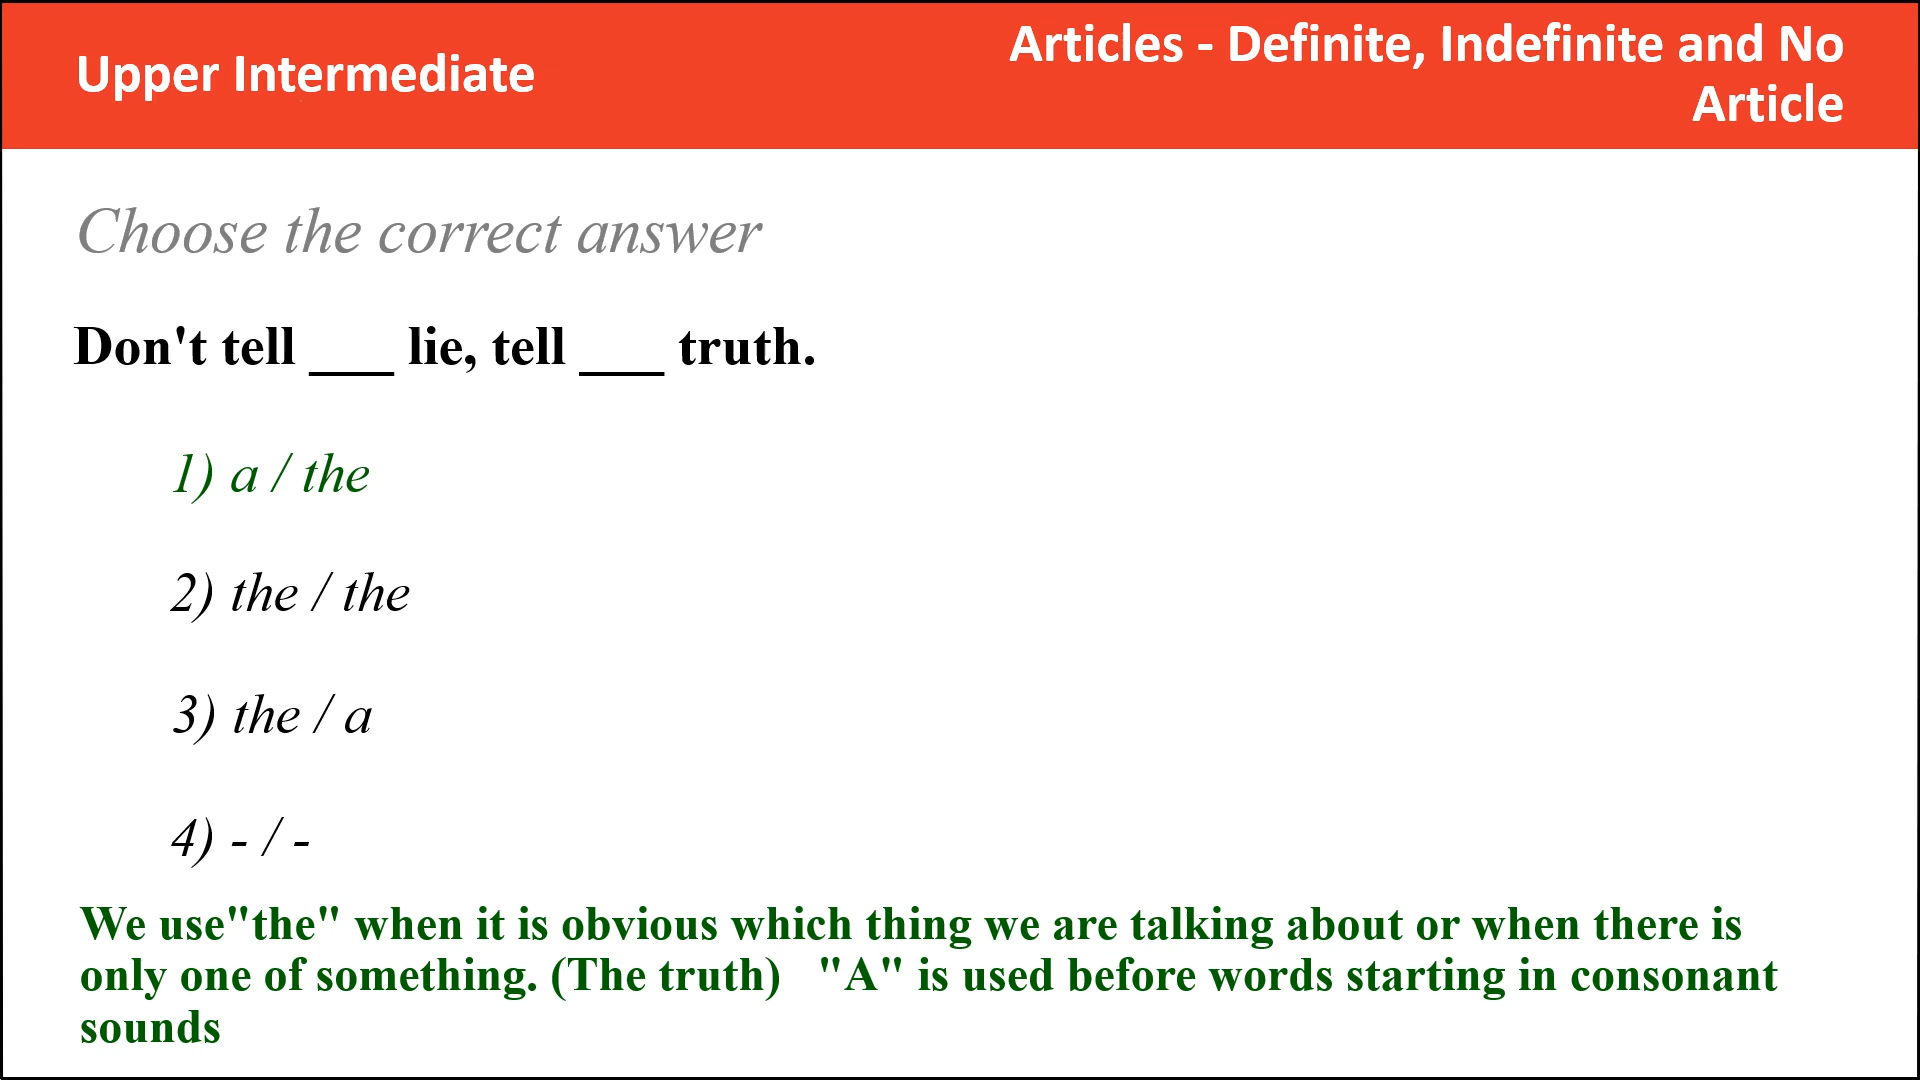 Upper Intermediate
Articles - Definite, Indefinite and No
Article
Choose the correct answer
Don't tell ___ lie, tell ___ truth.
1) a / the
2) the / the
3) the / a
4) - / -
We use"the" when it is obvious which thing we are talking about or when there is
only one of something. (The truth)   "A" is used before words starting in consonant
sounds